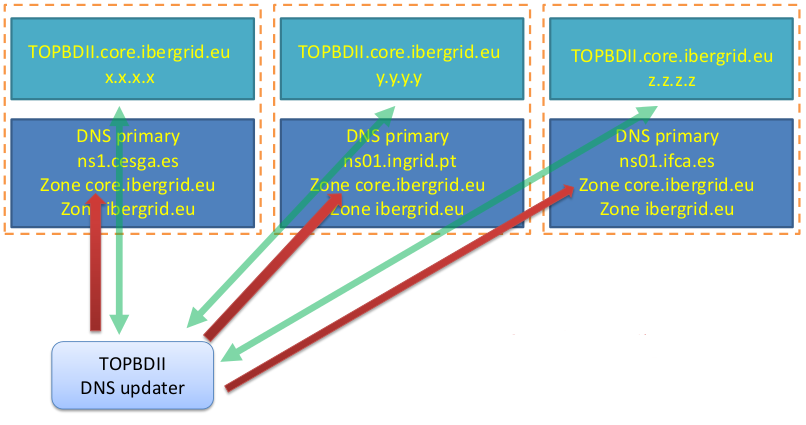 TOPBDII.core.ibergrid.eu
x.x.x.x
DNS primary
ns1.cesga.es
Zone core.ibergrid.eu
Zone ibergrid.eu
TOPBDII.core.ibergrid.eu
y.y.y.y
DNS primary
ns01.ingrid.pt
Zone core.ibergrid.eu
Zone ibergrid.eu
TOPBDII.core.ibergrid.eu
z.z.z.z
DNS primary
ns01.ifca.es
Zone core.ibergrid.eu
Zone ibergrid.eu
TOPBDII
DNS updater